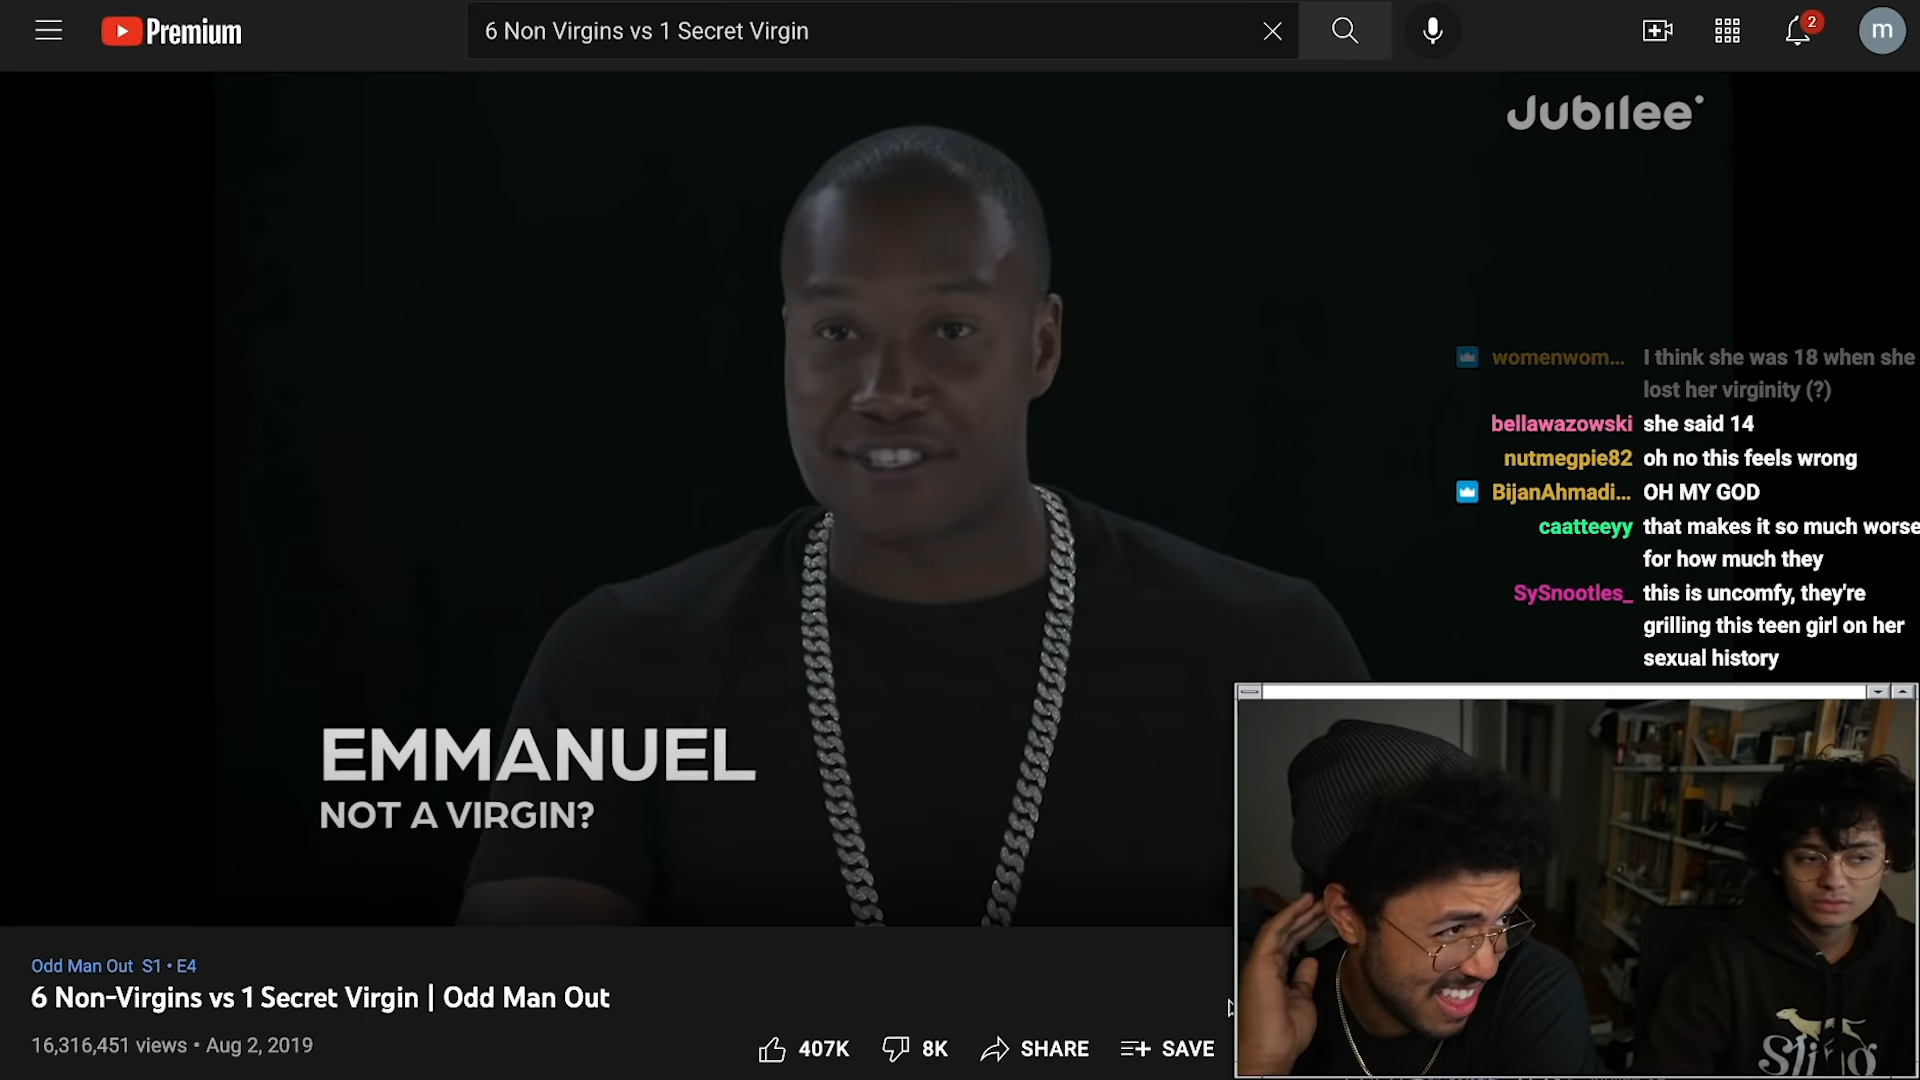 Premium
6 Non Virgins vs 1 Secret Virgin
2
m
Jubilee
womenwom... I think she was 18 when she
lost her virginity (?)
bellawazowski she said 14
nutmegpie82 oh no this feels wrong
BijanAhmadi... OH MY GOD
caatteeyy that makes it so much worse
for how much they
SySnootles_ this is uncomfy, they're
grilling this teen girl on her
sexual history
EMMANUEL
NOT A VIRGIN?
Odd Man Out S1 • E4
6 Non-Virgins vs 1 Secret Virgin | Odd Man Out
16,316,451 views • Aug 2, 2019
407K
8K
SHARE
SAVE